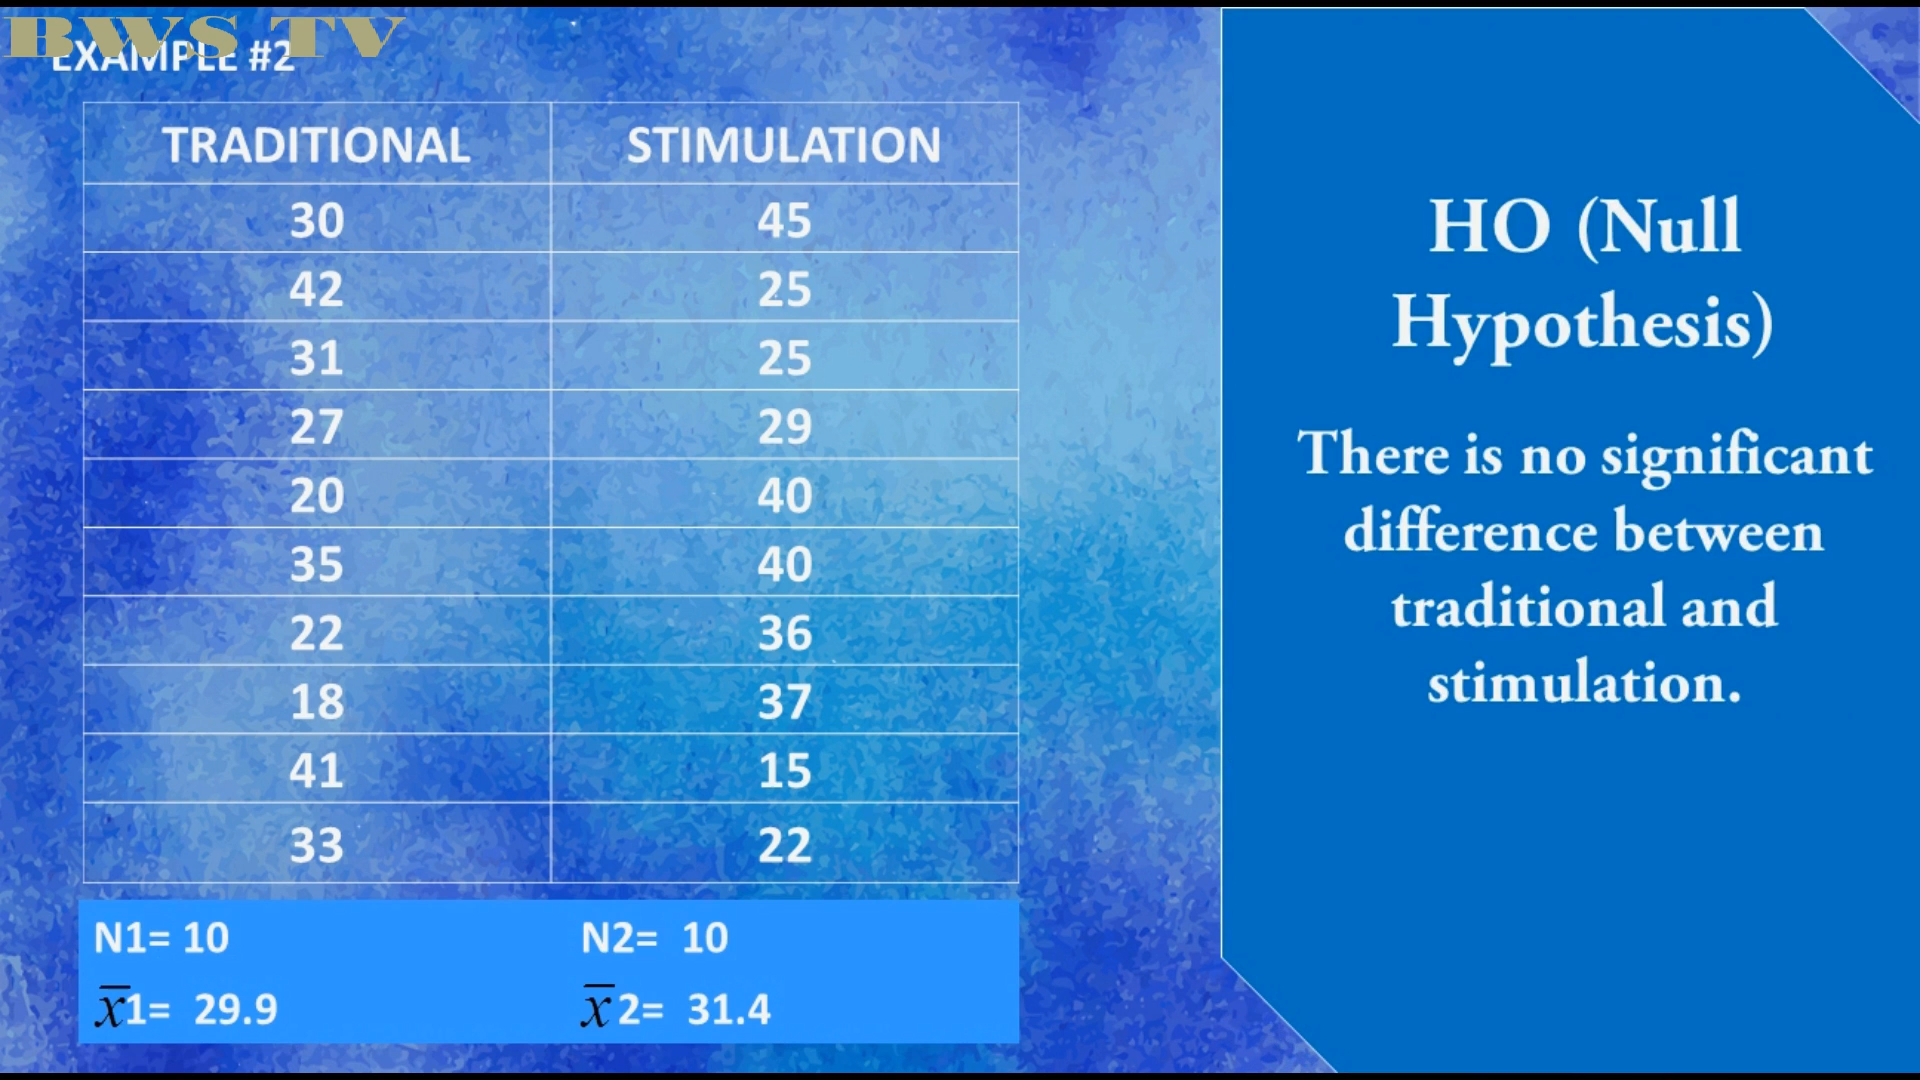 BWS TV
EXAMPLE #2
TRADITIONAL STIMULATION
30 45
42 25
31 25
27 29
20 40
35 40
22 36
18 37
41 15
33 22
N1= 10 N2= 10
x̅1= 29.9 x̅2= 31.4
HO (Null
Hypothesis)
There is no significant
difference between
traditional and
stimulation.